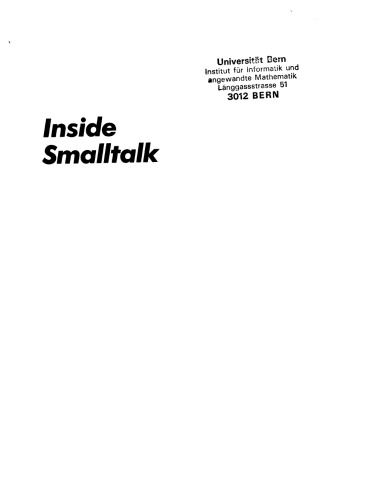 Universität Bern
Institut für Informatik und
angewandte Mathematik
Länggassstrasse 51
3012 BERN
Inside
Smalltalk